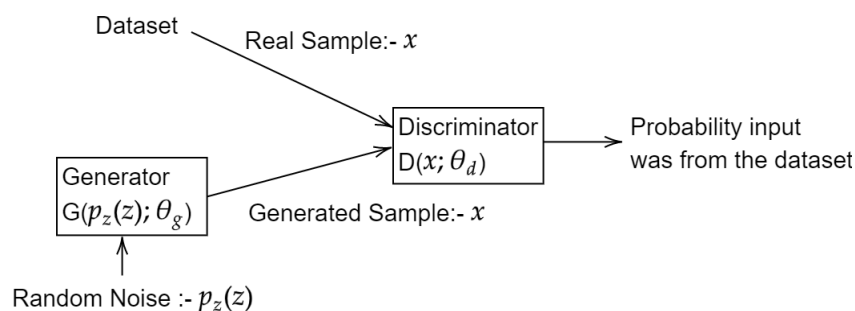 Dataset
Real Sample:- x
Discriminator
D(x; θ_d)
Probability input
was from the dataset
Generator
G(p_z(z); θ_g)
Generated Sample:- x
Random Noise :- p_z(z)